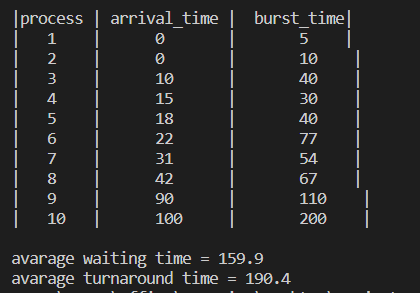 |process | arrival_time | burst_time|
| 1 | 0 | 5 |
| 2 | 0 | 10 |
| 3 | 10 | 40 |
| 4 | 15 | 30 |
| 5 | 18 | 40 |
| 6 | 22 | 77 |
| 7 | 31 | 54 |
| 8 | 42 | 67 |
| 9 | 90 | 110 |
| 10 | 100 | 200 |
avarage waiting time = 159.9
avarage turnaround time = 190.4